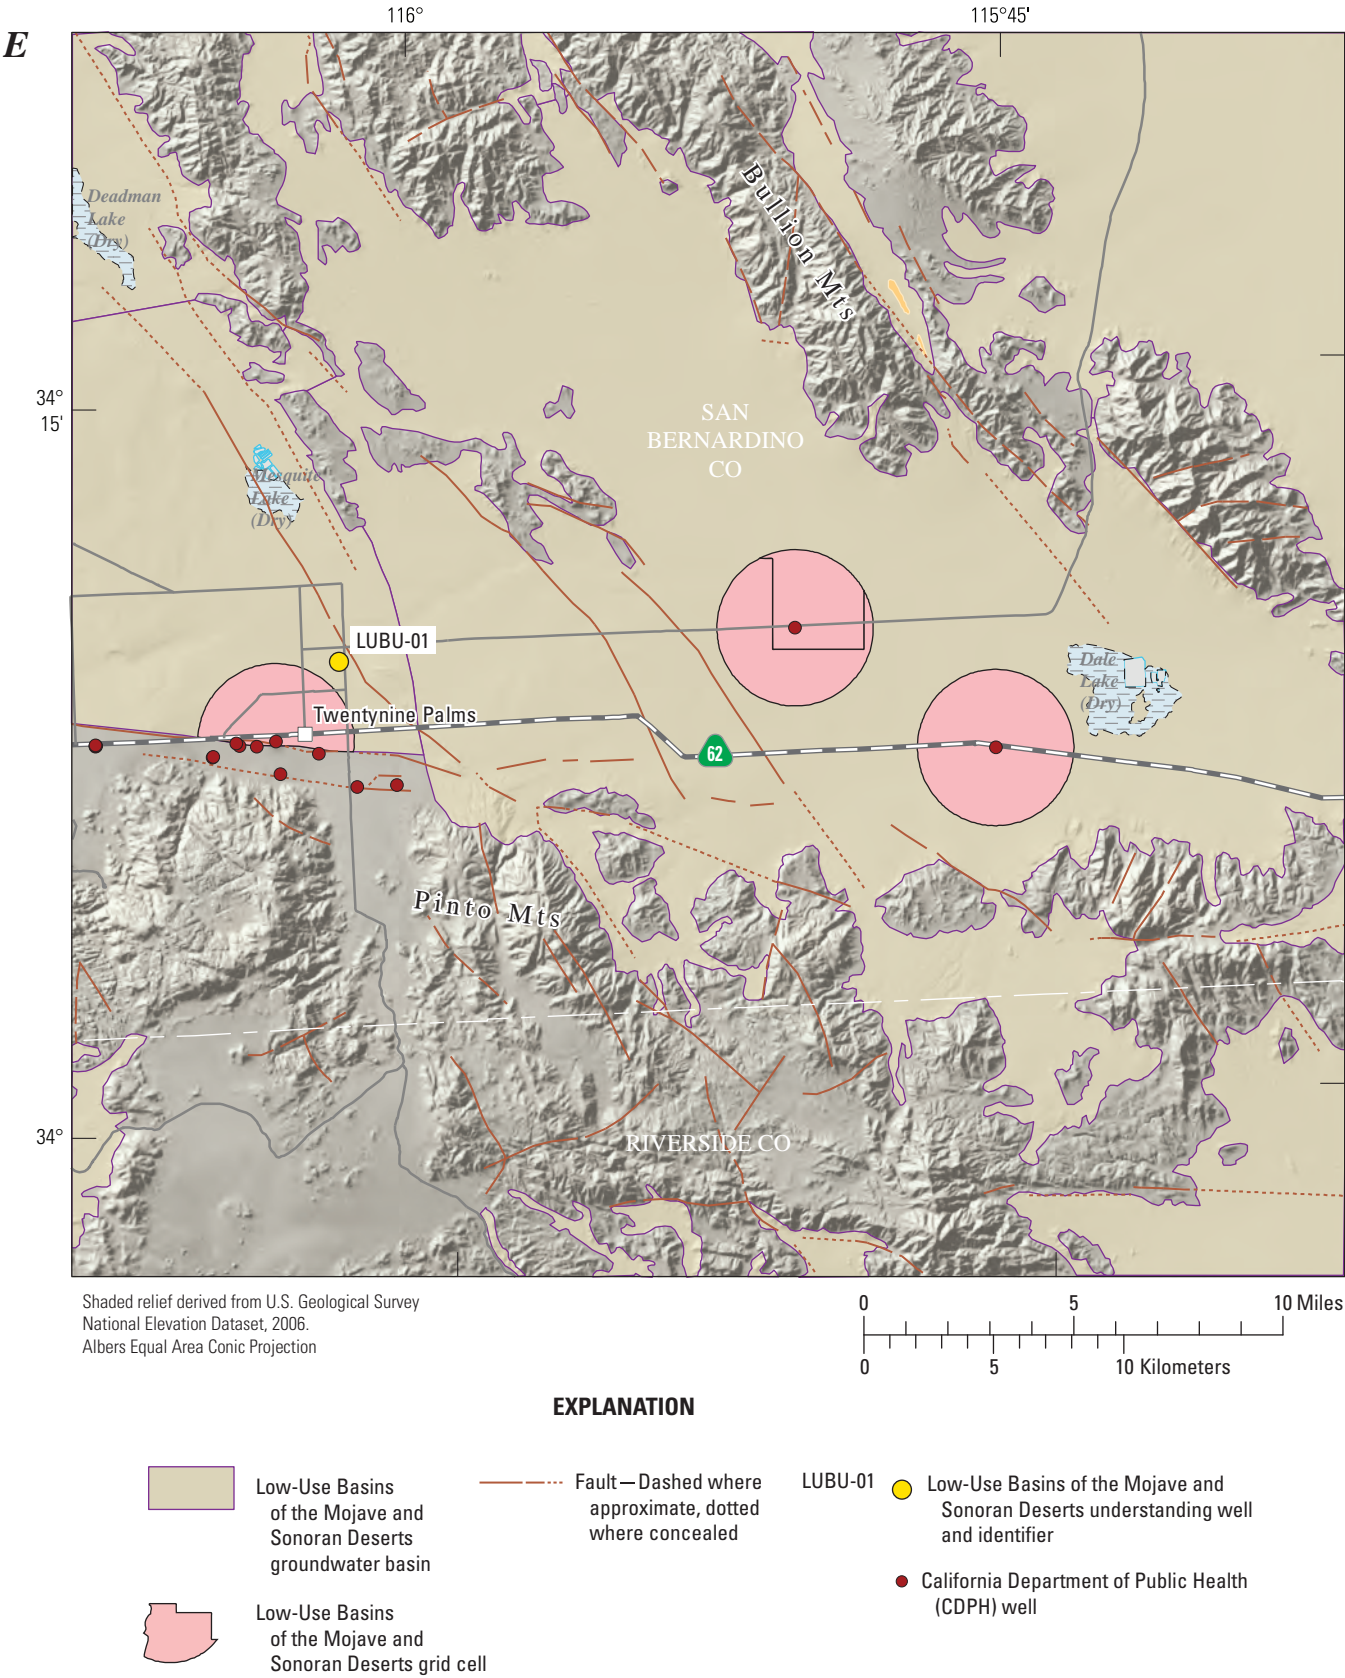 E
116°
115°45'
Deadman
Lake
(Dry)
Bullion Mts
34°
15'
SAN
BERNARDINO
CO
Mesquite
Lake
(Dry)
LUBU-01
Dale
Lake
(Dry)
Twentynine Palms
62
Pinto Mts
34°
RIVERSIDE CO
Shaded relief derived from U.S. Geological Survey
National Elevation Dataset, 2006.
Albers Equal Area Conic Projection
0 5 10 Miles
0 5 10 Kilometers
EXPLANATION
Low-Use Basins
of the Mojave and
Sonoran Deserts
groundwater basin
Low-Use Basins
of the Mojave and
Sonoran Deserts grid cell
Fault—Dashed where
approximate, dotted
where concealed
LUBU-01
Low-Use Basins of the Mojave and
Sonoran Deserts understanding well
and identifier
California Department of Public Health
(CDPH) well